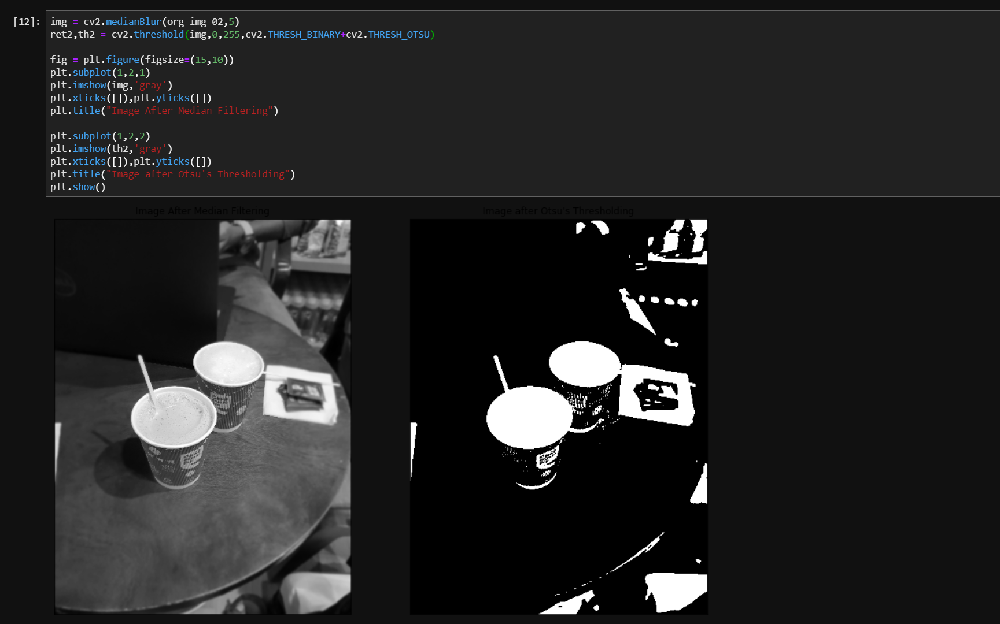 [12]:
img = cv2.medianBlur(org_img_02,5)
ret2,th2 = cv2.threshold(img,0,255,cv2.THRESH_BINARY+cv2.THRESH_OTSU)
fig = plt.figure(figsize=(15,10))
plt.subplot(1,2,1)
plt.imshow(img,'gray')
plt.xticks([]),plt.yticks([])
plt.title("Image After Median Filtering")
plt.subplot(1,2,2)
plt.imshow(th2,'gray')
plt.xticks([]),plt.yticks([])
plt.title("Image after Otsu's Thresholding")
plt.show()
Image After Median Filtering
Image after Otsu's Thresholding